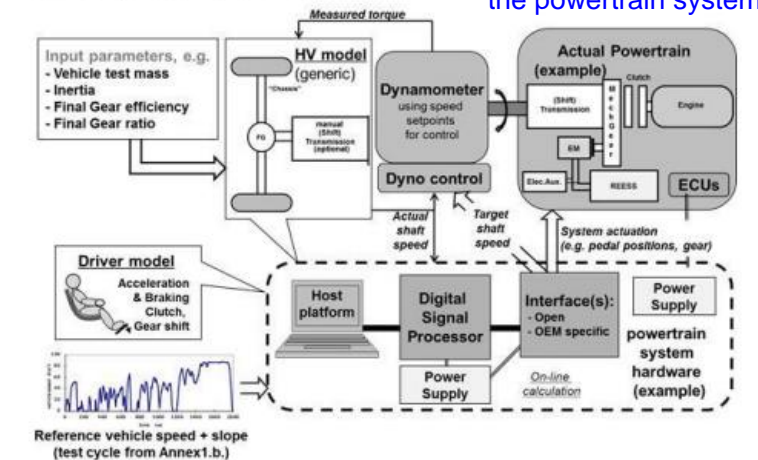 the powertrain system
Measured torque
Input parameters, e.g.
- Vehicle test mass
- Inertia
- Final Gear efficiency
- Final Gear ratio
HV model
(generic)
"Chassis"
FG
manual
(Shift)
Transmission
(optional)
Dynamometer
using speed
setpoints
for control
Dyno control
Actual Powertrain
(example)
(Shift)
Transmission
MechGear
Clutch
Engine
EM
Elec.Aux.
REESS
ECUs
Actual
shaft
speed
Target
shaft
speed
System actuation
(e.g. pedal positions, gear)
Driver model
Acceleration
& Braking
Clutch,
Gear shift
Host
platform
Digital
Signal
Processor
Interface(s):
- Open
- OEM specific
Power
Supply
Power
Supply
On-line
calculation
powertrain
system
hardware
(example)
Reference vehicle speed + slope
(test cycle from Annex1.b.)